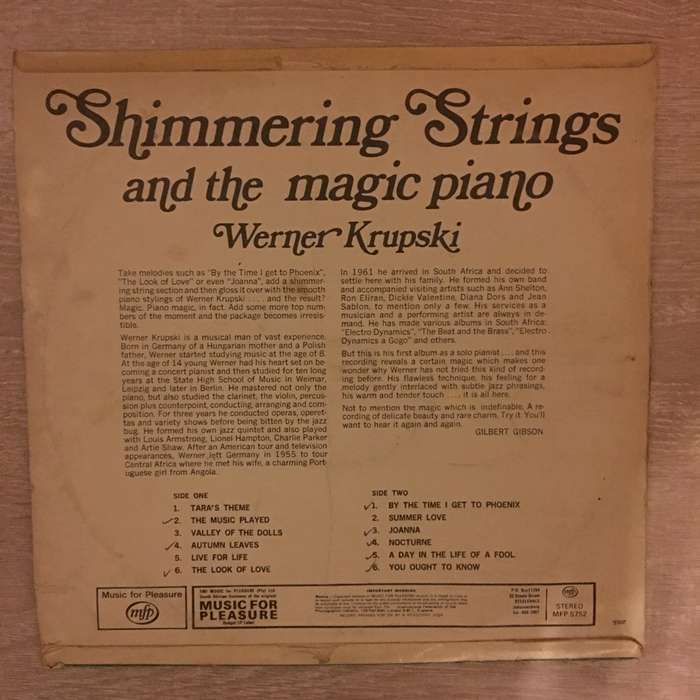 Shimmering Strings
and the magic piano
Werner Krupski
Take melodies such as "By the Time I get to Phoenix",
"The Look of Love" or even "Joanna", add a shimmer-
ing string section and then gloss it over with the smooth
piano stylings of Werner Krupski .... and the result?
Magic. Piano magic, in fact. Add some more top num-
bers of the moment and the package becomes irresis-
tible.
Werner Krupski is a musical man of vast experience.
Born in Germany of a Hungarian mother and a Polish
father, Werner started studying music at the age of 8.
At the age of 14 young Werner had his heart set on be-
coming a concert pianist and then studied for ten long
years at the State High School of Music in Weimar,
Leipzig and later in Berlin. He mastered not only the
piano, but also studied the clarinet, the violin, percus-
sion plus counterpoint, conducting, arranging and com-
position. For three years he conducted operas, operet-
tas and variety shows before being bitten by the jazz
bug. He formed his own jazz quintet and also played
with Louis Armstrong, Lionel Hampton, Charlie Parker
and Artie Shaw. After an American tour and television
appearances, Werner left Germany in 1955 to tour
Central Africa where he met his wife, a charming Port-
uguese girl from Angola.
In 1961 he arrived in South Africa and decided to
settle here with his family. He formed his own band
and accompanied visiting artists such as Ann Shelton,
Ron Eliran, Dickie Valentine, Diana Dors and Jean
Sablon, to mention only a few. His services as a
musician and a performing artist are always in de-
mand. He has made various albums in South Africa:
"Electro Dynamics", "The Beat and the Brass", "Electro
Dynamics a Gogo" and others.
But this is his first album as a solo pianist .... and this
recording reveals a certain magic which makes one
wonder why Werner has not tried this kind of record-
ing before. His flawless technique, his feeling for a
melody gently interlaced with subtle jazz phrasings,
his warm and tender touch .... it is all here.
Not to mention the magic which is indefinable. A re-
cording of delicate beauty and rare charm. Try it. You'll
want to hear it again and again.
GILBERT GIBSON
SIDE ONE
1. TARA'S THEME
2. THE MUSIC PLAYED
3. VALLEY OF THE DOLLS
4. AUTUMN LEAVES
5. LIVE FOR LIFE
6. THE LOOK OF LOVE
SIDE TWO
1. BY THE TIME I GET TO PHOENIX
2. SUMMER LOVE
3. JOANNA
4. NOCTURNE
5. A DAY IN THE LIFE OF A FOOL
6. YOU OUGHT TO KNOW
Music for Pleasure
mfp
MUSIC FOR
PLEASURE
IMPORTANT WARNING
STEREO
MFP 5752